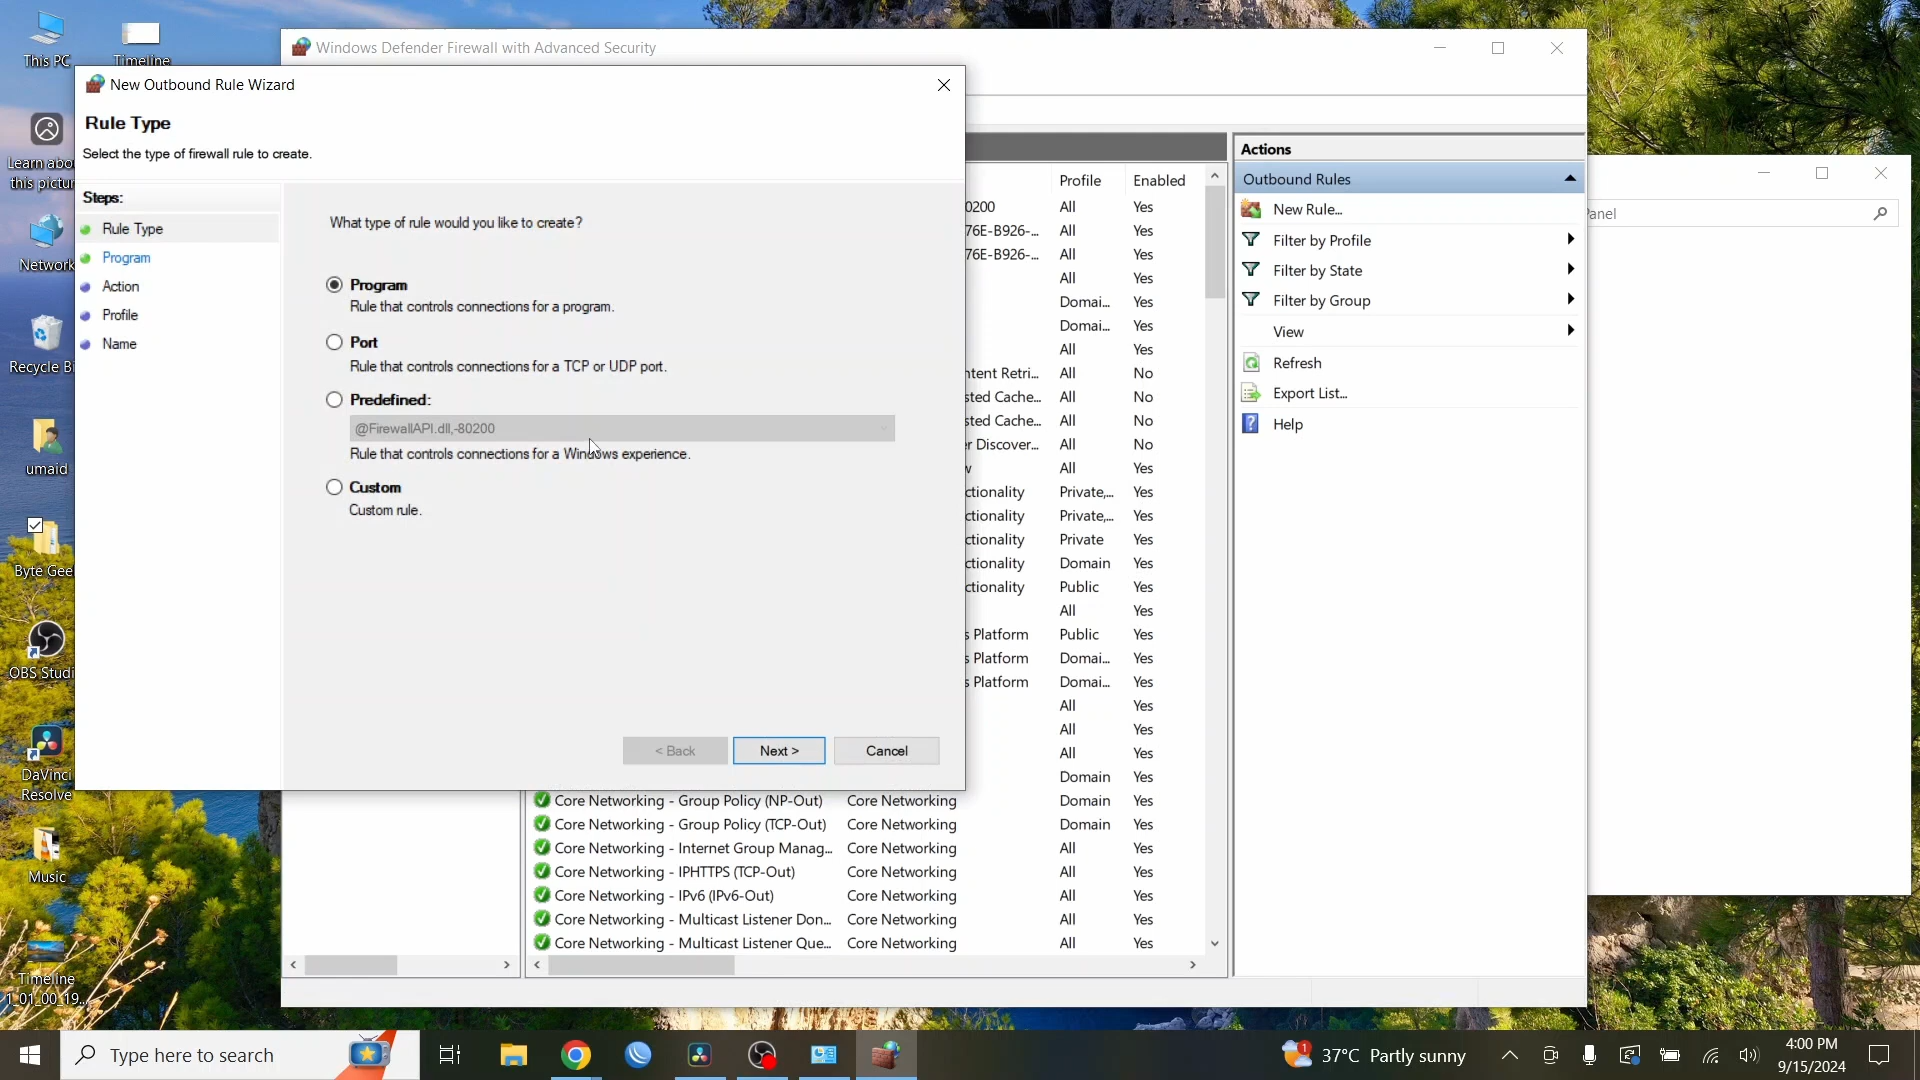 This PC
Timeline
Learn abo
this pictur
Network
Recycle Bi
umaid
Byte Gee
OBS Studi
DaVinci
Resolve
Music
Timeline
1_01_00_19...
Windows Defender Firewall with Advanced Security
New Outbound Rule Wizard
Rule Type
Select the type of firewall rule to create.
Steps:
Rule Type
Program
Action
Profile
Name
What type of rule would you like to create?
Program
Rule that controls connections for a program.
Port
Rule that controls connections for a TCP or UDP port.
Predefined:
@FirewallAPI.dll,-80200
Rule that controls connections for a Windows experience.
Custom
Custom rule.
< Back
Next >
Cancel
Profile Enabled
0200 All Yes
76E-B926-... All Yes
76E-B926-... All Yes
All Yes
Domai... Yes
Domai... Yes
All Yes
ntent Retri... All No
sted Cache... All No
sted Cache... All No
er Discover... All No
w All Yes
ctionality Private,... Yes
ctionality Private,... Yes
ctionality Private Yes
ctionality Domain Yes
ctionality Public Yes
All Yes
s Platform Public Yes
s Platform Domai... Yes
s Platform Domai... Yes
All Yes
All Yes
All Yes
Domain Yes
Core Networking - Group Policy (NP-Out) Core Networking Domain Yes
Core Networking - Group Policy (TCP-Out) Core Networking Domain Yes
Core Networking - Internet Group Manag... Core Networking All Yes
Core Networking - IPHTTPS (TCP-Out) Core Networking All Yes
Core Networking - IPv6 (IPv6-Out) Core Networking All Yes
Core Networking - Multicast Listener Don... Core Networking All Yes
Core Networking - Multicast Listener Que... Core Networking All Yes
Actions
Outbound Rules
New Rule...
Filter by Profile
Filter by State
Filter by Group
View
Refresh
Export List...
Help
Panel
Type here to search
37°C Partly sunny
4:00 PM
9/15/2024